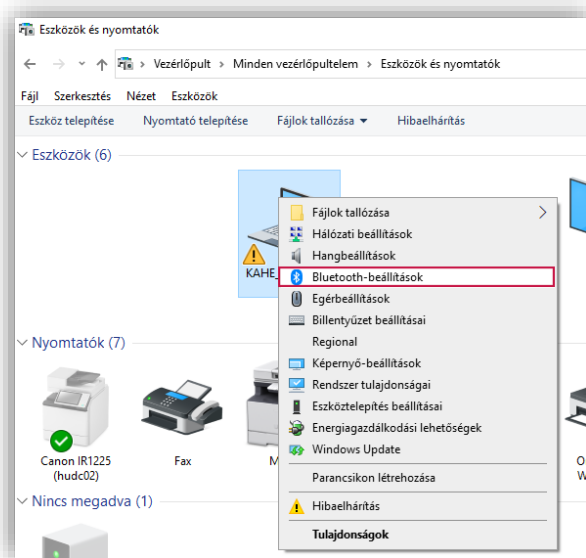 Eszközök és nyomtatók
Vezérlőpult > Minden vezérlőpultelem > Eszközök és nyomtatók
Fájl Szerkesztés Nézet Eszközök
Eszköz telepítése Nyomtató telepítése Fájlok tallózása Hibaelhárítás
Eszközök (6)
KAHE_
Fájlok tallózása
Hálózati beállítások
Hangbeállítások
Bluetooth-beállítások
Egérbeállítások
Billentyűzet beállításai
Regional
Képernyő-beállítások
Rendszer tulajdonságai
Eszköztelepítés beállításai
Energiagazdálkodási lehetőségek
Windows Update
Parancsikon létrehozása
Hibaelhárítás
Tulajdonságok
Nyomtatók (7)
Canon IR1225
(hudc02)
Fax
Nincs megadva (1)